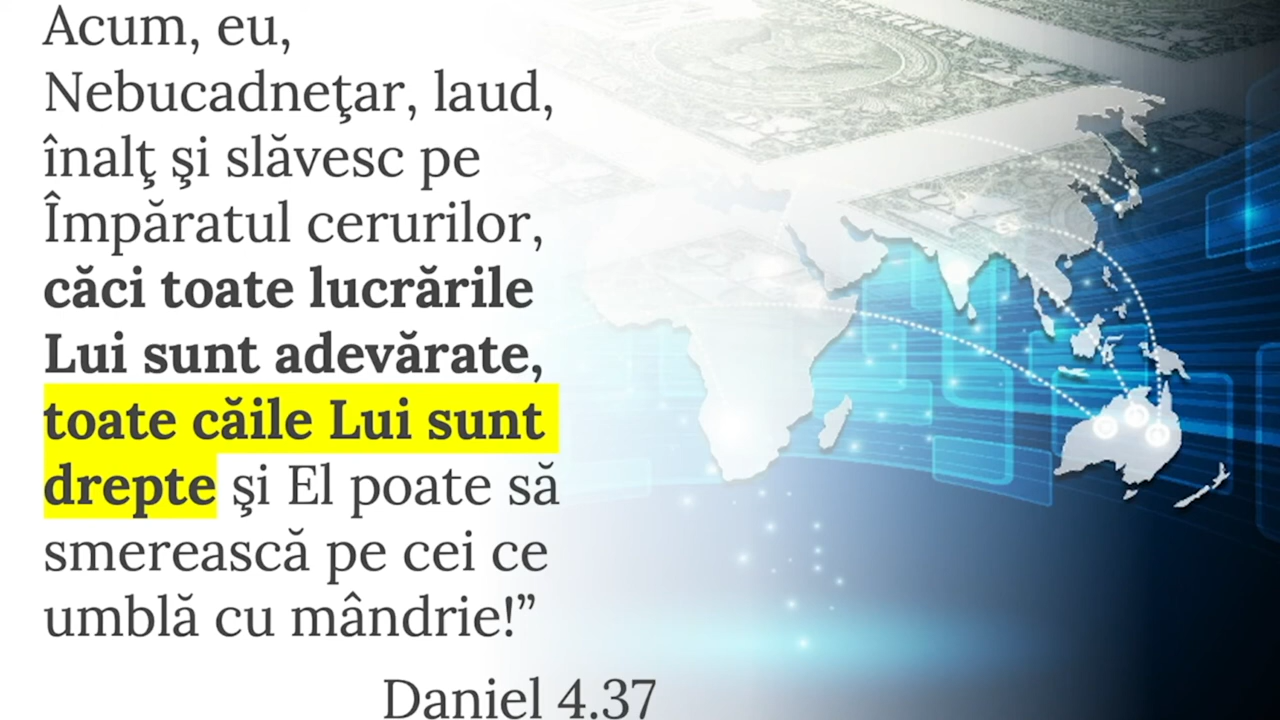 Acum, eu,
Nebucadneţar, laud,
înalţ şi slăvesc pe
Împăratul cerurilor,
căci toate lucrările
Lui sunt adevărate,
toate căile Lui sunt
drepte şi El poate să
smerească pe cei ce
umblă cu mândrie!”
Daniel 4.37